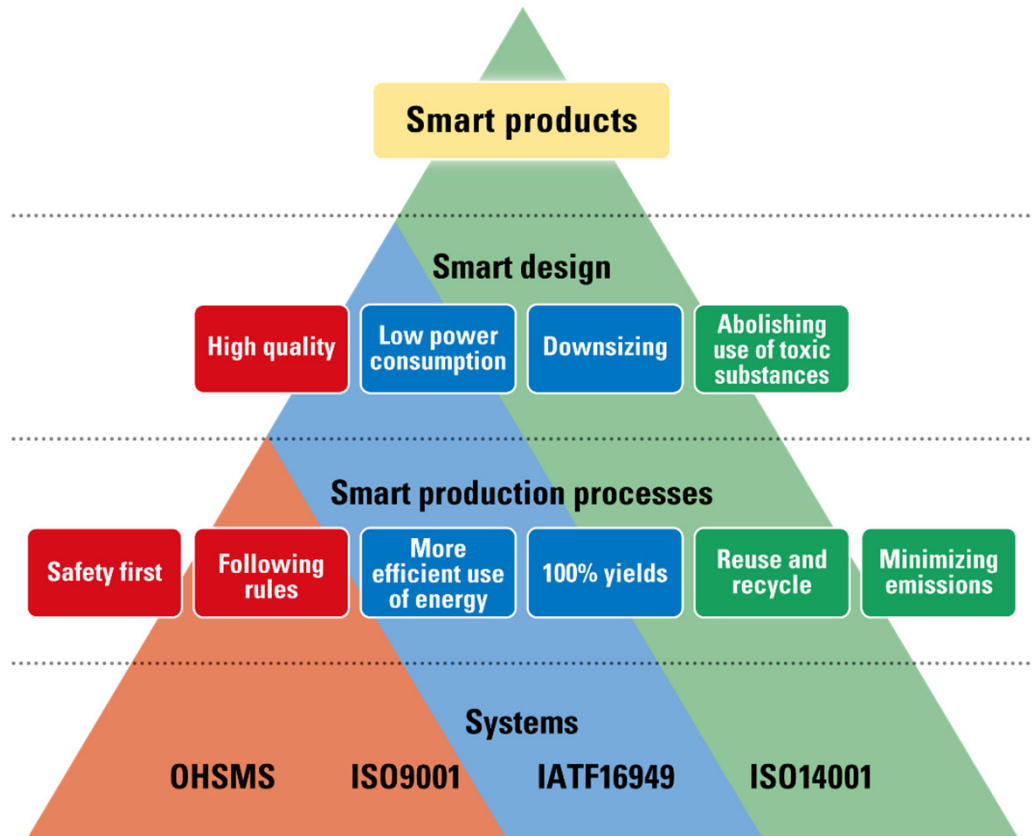 Smart products
Smart design
High quality
Low power
consumption
Downsizing
Abolishing
use of toxic
substances
Smart production processes
Safety first
Following
rules
More
efficient use
of energy
100% yields
Reuse and
recycle
Minimizing
emissions
Systems
OHSMS
ISO9001
IATF16949
ISO14001